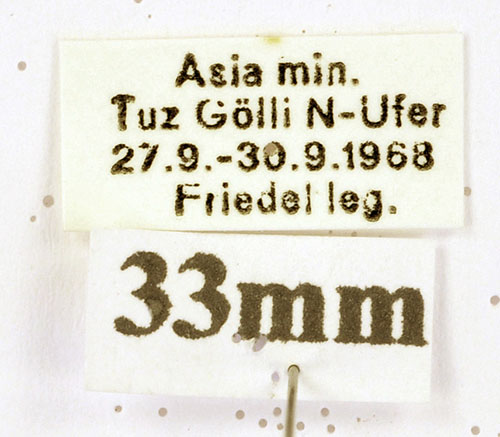 Asia min.
Tuz Gölli N-Ufer
27.9.-30.9.1968
Friedel leg.
33mm